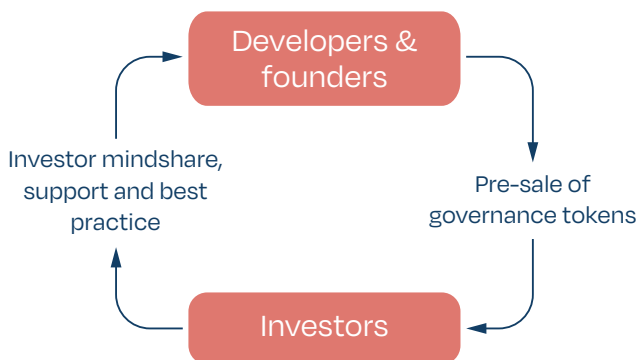 Developers &
founders
Investor mindshare,
support and best
practice
Pre-sale of
governance tokens
Investors